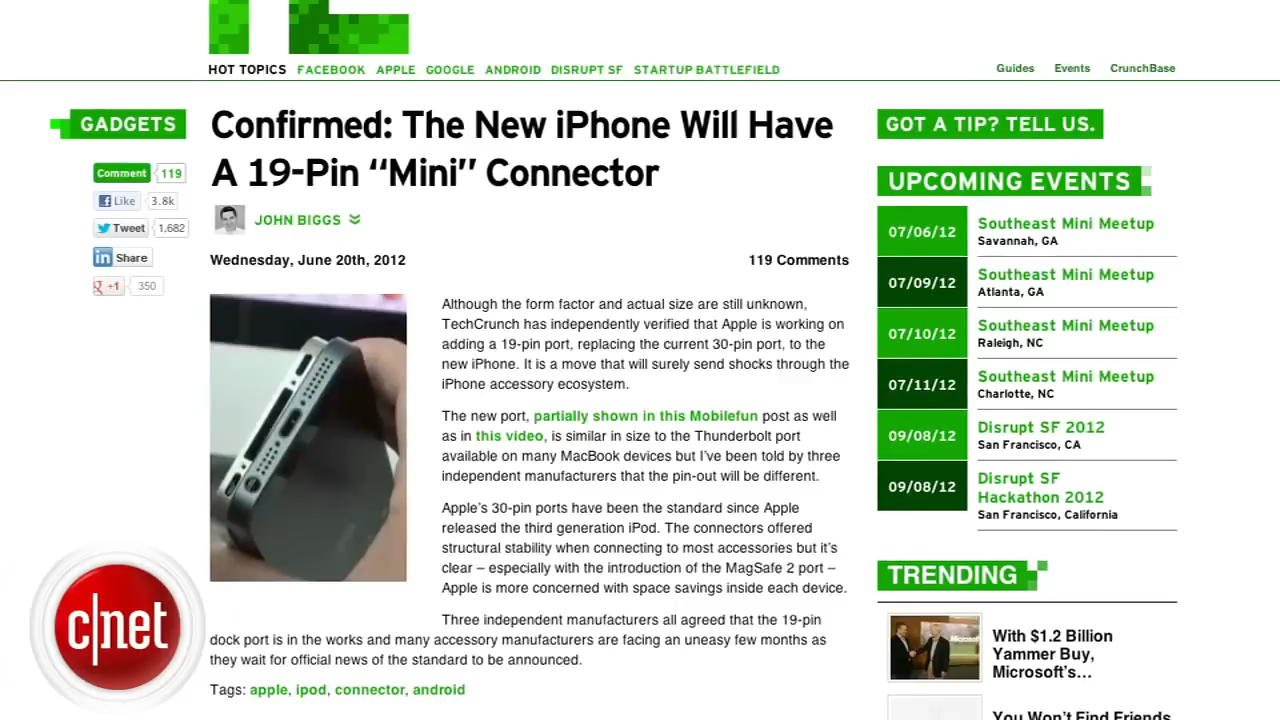 HOT TOPICS FACEBOOK APPLE GOOGLE ANDROID DISRUPT SF STARTUP BATTLEFIELD
Guides Events CrunchBase
GADGETS
Comment 119
Like 3.8k
Tweet 1,682
Share
+1 350
Confirmed: The New iPhone Will Have
A 19-Pin “Mini” Connector
JOHN BIGGS
Wednesday, June 20th, 2012
119 Comments
Although the form factor and actual size are still unknown,
TechCrunch has independently verified that Apple is working on
adding a 19-pin port, replacing the current 30-pin port, to the
new iPhone. It is a move that will surely send shocks through the
iPhone accessory ecosystem.
The new port, partially shown in this Mobilefun post as well
as in this video, is similar in size to the Thunderbolt port
available on many MacBook devices but I’ve been told by three
independent manufacturers that the pin-out will be different.
Apple’s 30-pin ports have been the standard since Apple
released the third generation iPod. The connectors offered
structural stability when connecting to most accessories but it’s
clear – especially with the introduction of the MagSafe 2 port –
Apple is more concerned with space savings inside each device.
Three independent manufacturers all agreed that the 19-pin
dock port is in the works and many accessory manufacturers are facing an uneasy few months as
they wait for official news of the standard to be announced.
Tags: apple, ipod, connector, android
GOT A TIP? TELL US.
UPCOMING EVENTS
07/06/12 Southeast Mini Meetup
Savannah, GA
07/09/12 Southeast Mini Meetup
Atlanta, GA
07/10/12 Southeast Mini Meetup
Raleigh, NC
07/11/12 Southeast Mini Meetup
Charlotte, NC
09/08/12 Disrupt SF 2012
San Francisco, CA
09/08/12 Disrupt SF
Hackathon 2012
San Francisco, California
TRENDING
With $1.2 Billion
Yammer Buy,
Microsoft’s...
You Won’t Find Friends
c|net